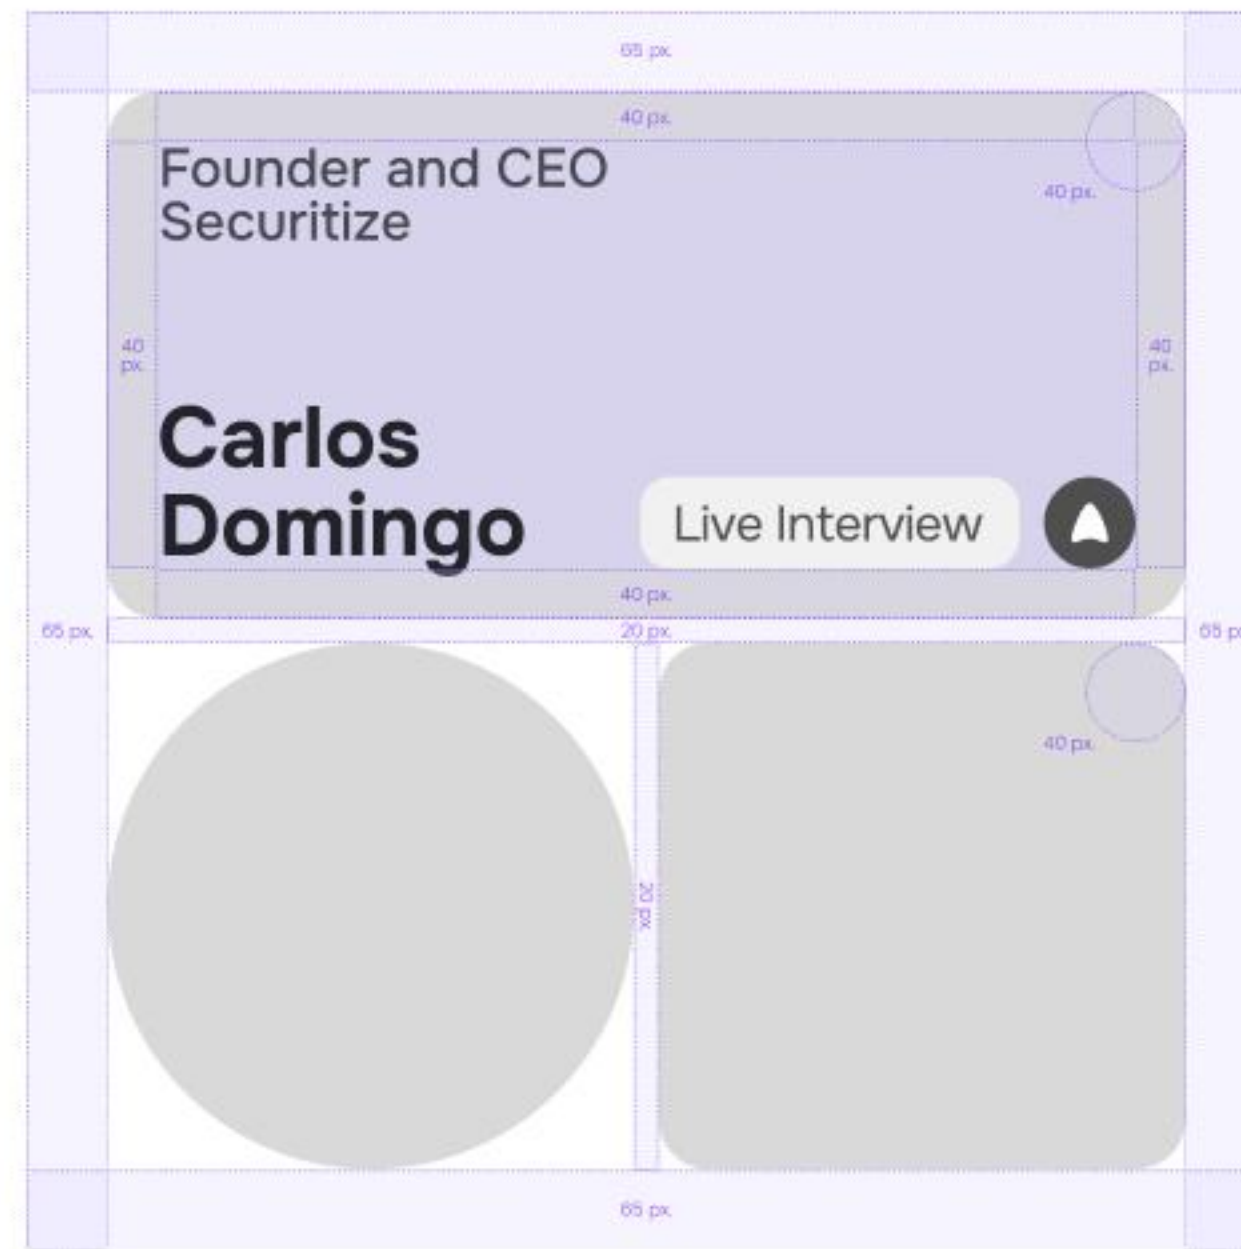 65 px.
40 px.
Founder and CEO
40 px.
Securitize
40
px.
40
px.
Carlos
Domingo
Live Interview
40 px.
65 px.
20 px.
65 px
40 px.
20 px.
65 px.